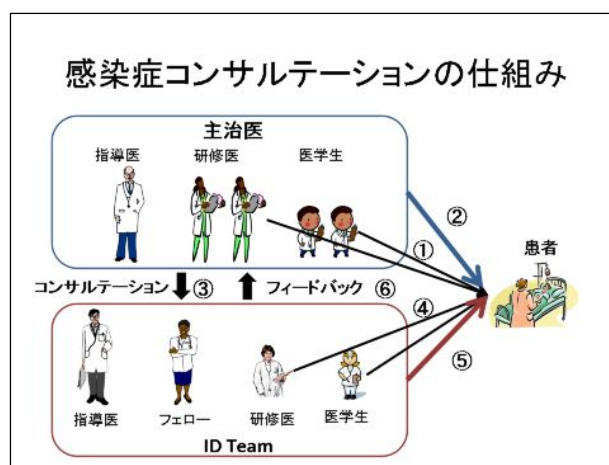 感染症コンサルテーションの仕組み
主治医
指導医 研修医 医学生
②
①
患者
コンサルテーション ③ フィードバック ⑥
④
⑤
指導医 フェロー 研修医 医学生
ID Team